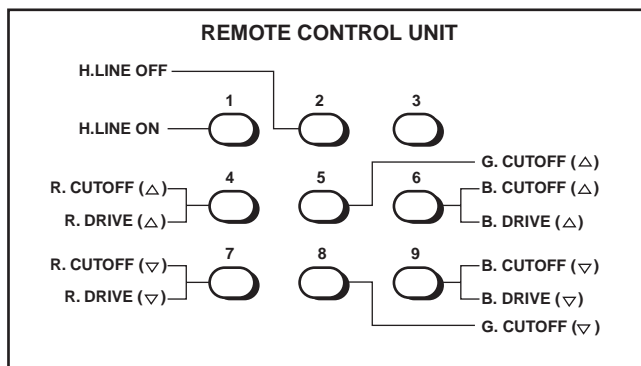 REMOTE CONTROL UNIT
H.LINE OFF
1 2 3
H.LINE ON
G. CUTOFF (△)
R. CUTOFF (△) 4 5 6 B. CUTOFF (△)
R. DRIVE (△) B. DRIVE (△)
R. CUTOFF (▽) 7 8 9 B. CUTOFF (▽)
R. DRIVE (▽) B. DRIVE (▽)
G. CUTOFF (▽)